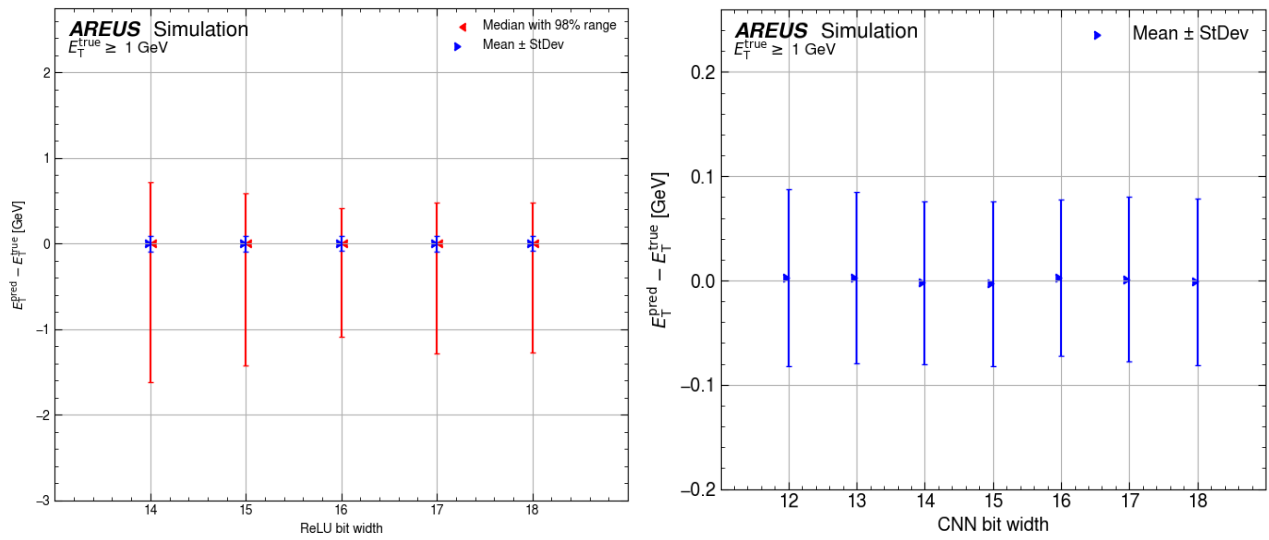 AREUS Simulation
E_T^true ≥ 1 GeV
Median with 98% range
Mean ± StDev
2
1
0
−1
−2
−3
E_T^pred − E_T^true [GeV]
14 15 16 17 18
ReLU bit width
AREUS Simulation
E_T^true ≥ 1 GeV
Mean ± StDev
0.2
0.1
0.0
−0.1
−0.2
E_T^pred − E_T^true [GeV]
12 13 14 15 16 17 18
CNN bit width